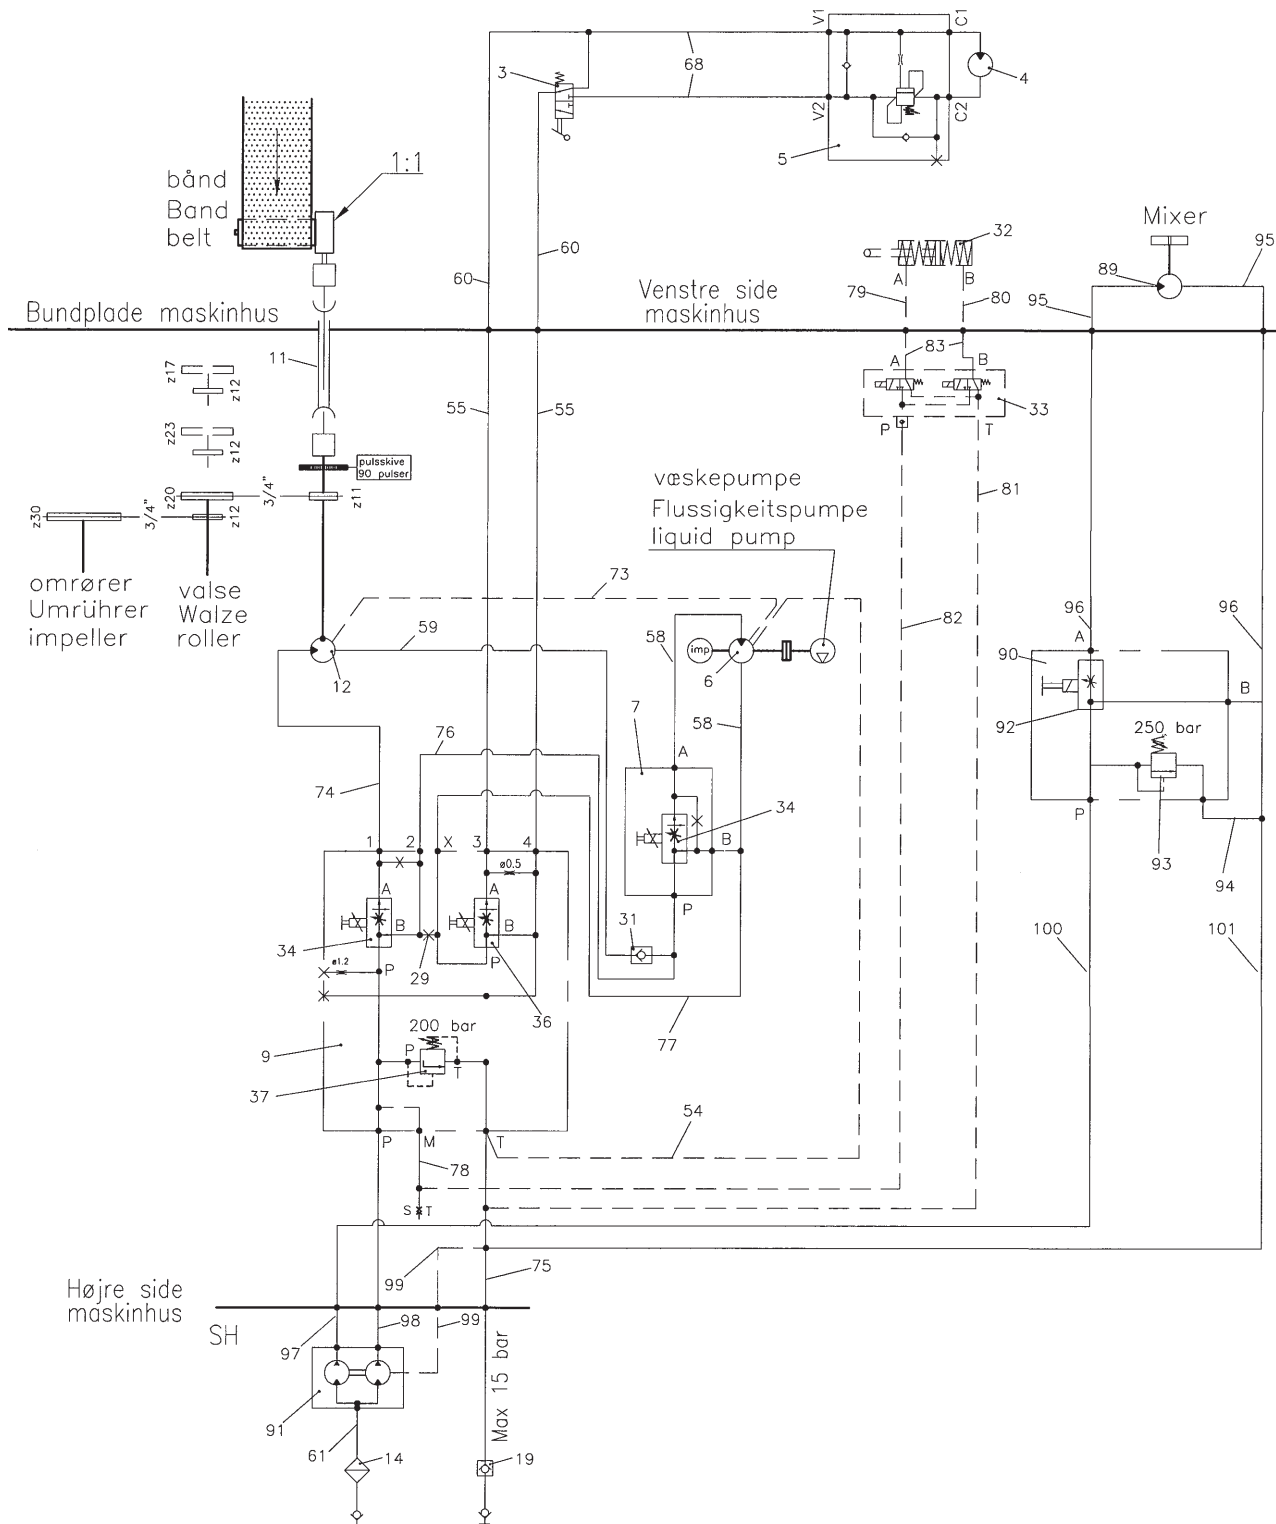 V1
C1
3
68
4
V2
C2
5
1:1
bånd
Band
belt
60
60
32
A
B
79
80
Mixer
89
95
95
Bundplade maskinhus
Venstre side
maskinhus
83
A
B
33
P
T
z17
z12
11
z23
z12
pulsskive
90 pulser
55
55
z20
3/4"
z11
z30
3/4"
z12
omrører
Umrührer
impeller
valse
Walze
roller
væskepumpe
Flussigkeitspumpe
liquid pump
81
73
82
59
58
imp
6
12
96
96
A
90
B
92
250 bar
7
58
76
A
74
34
1
2
X
3
4
B
P
93
94
ø0.5
A
A
B
B
34
P
29
P
36
31
ø1.2
100
101
77
9
200 bar
P
T
37
54
P
M
T
78
S
T
99
75
Højre side
maskinhus
SH
97
98
99
Max 15 bar
91
61
14
19